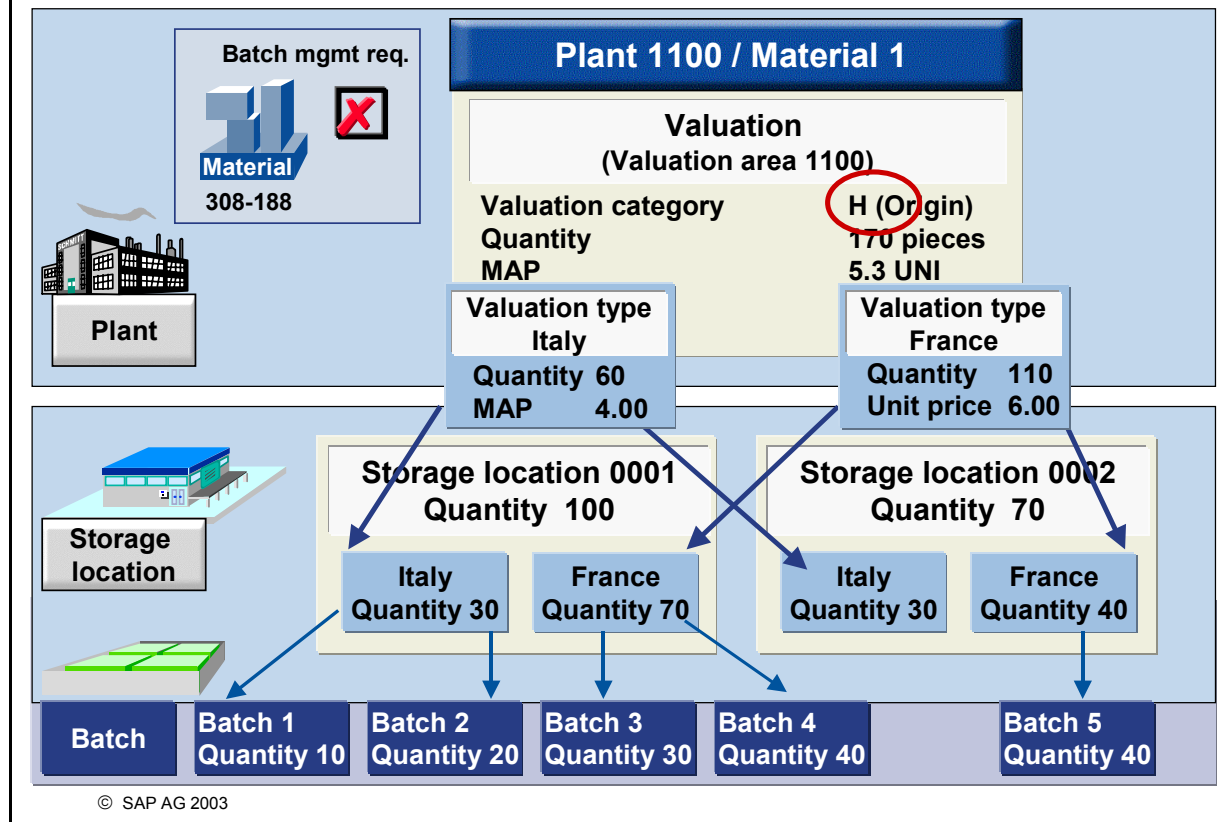 Batch mgmt req.
Material
308-188
Plant 1100 / Material 1
Valuation
(Valuation area 1100)
Valuation category H (Origin)
Quantity 170 pieces
MAP 5.3 UNI
SCHMITT
Plant
Valuation type
Italy
Quantity 60
MAP 4.00
Valuation type
France
Quantity 110
Unit price 6.00
Storage
location
Storage location 0001
Quantity 100
Italy
Quantity 30
France
Quantity 70
Storage location 0002
Quantity 70
Italy
Quantity 30
France
Quantity 40
Batch
Batch 1
Quantity 10
Batch 2
Quantity 20
Batch 3
Quantity 30
Batch 4
Quantity 40
Batch 5
Quantity 40
© SAP AG 2003